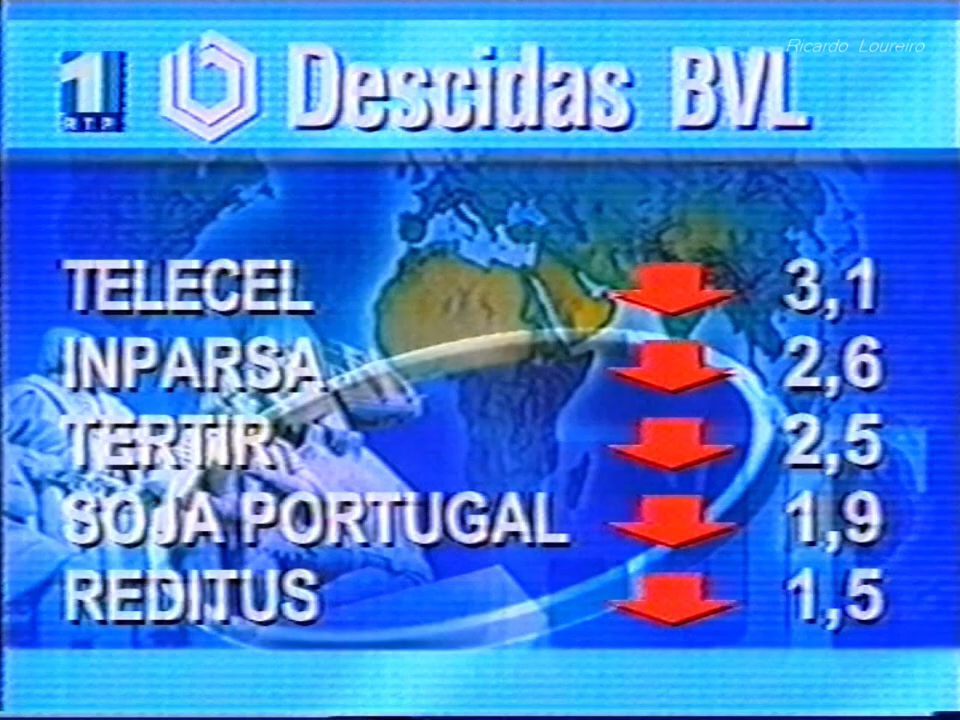 Ricardo Loureiro
1 Descidas BVL
R.T.P.
TELECEL 3,1
INPARSA 2,6
TERTIR 2,5
SOJA PORTUGAL 1,9
REDITUS 1,5